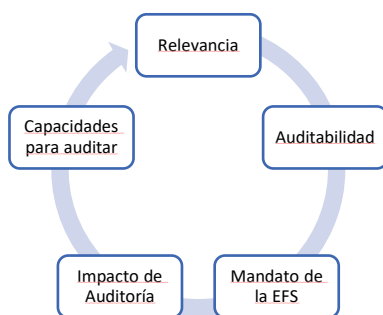 Relevancia
Auditabilidad
Mandato de
la EFS
Impacto de
Auditoría
Capacidades
para auditar